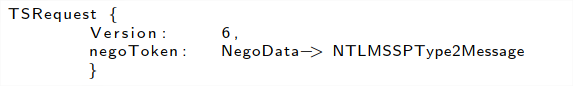 TSRequest {
Version: 6,
negoToken: NegoData—> NTLMSSPType2Message
}